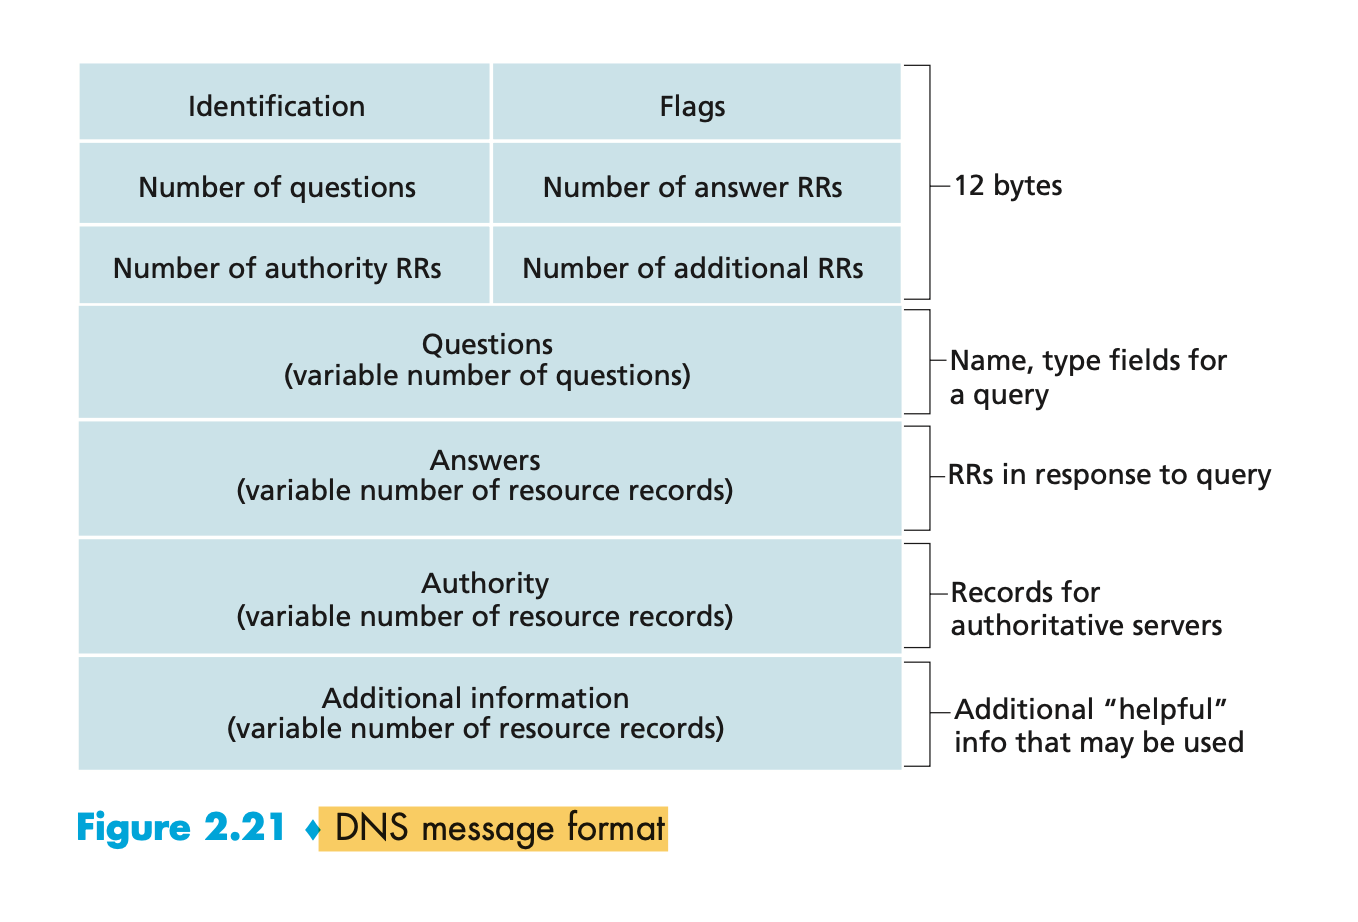 Identification
Flags
Number of questions
Number of answer RRs
12 bytes
Number of authority RRs
Number of additional RRs
Questions
(variable number of questions)
Name, type fields for
a query
Answers
(variable number of resource records)
RRs in response to query
Authority
(variable number of resource records)
Records for
authoritative servers
Additional information
(variable number of resource records)
Additional “helpful”
info that may be used
Figure 2.21 ♦ DNS message format